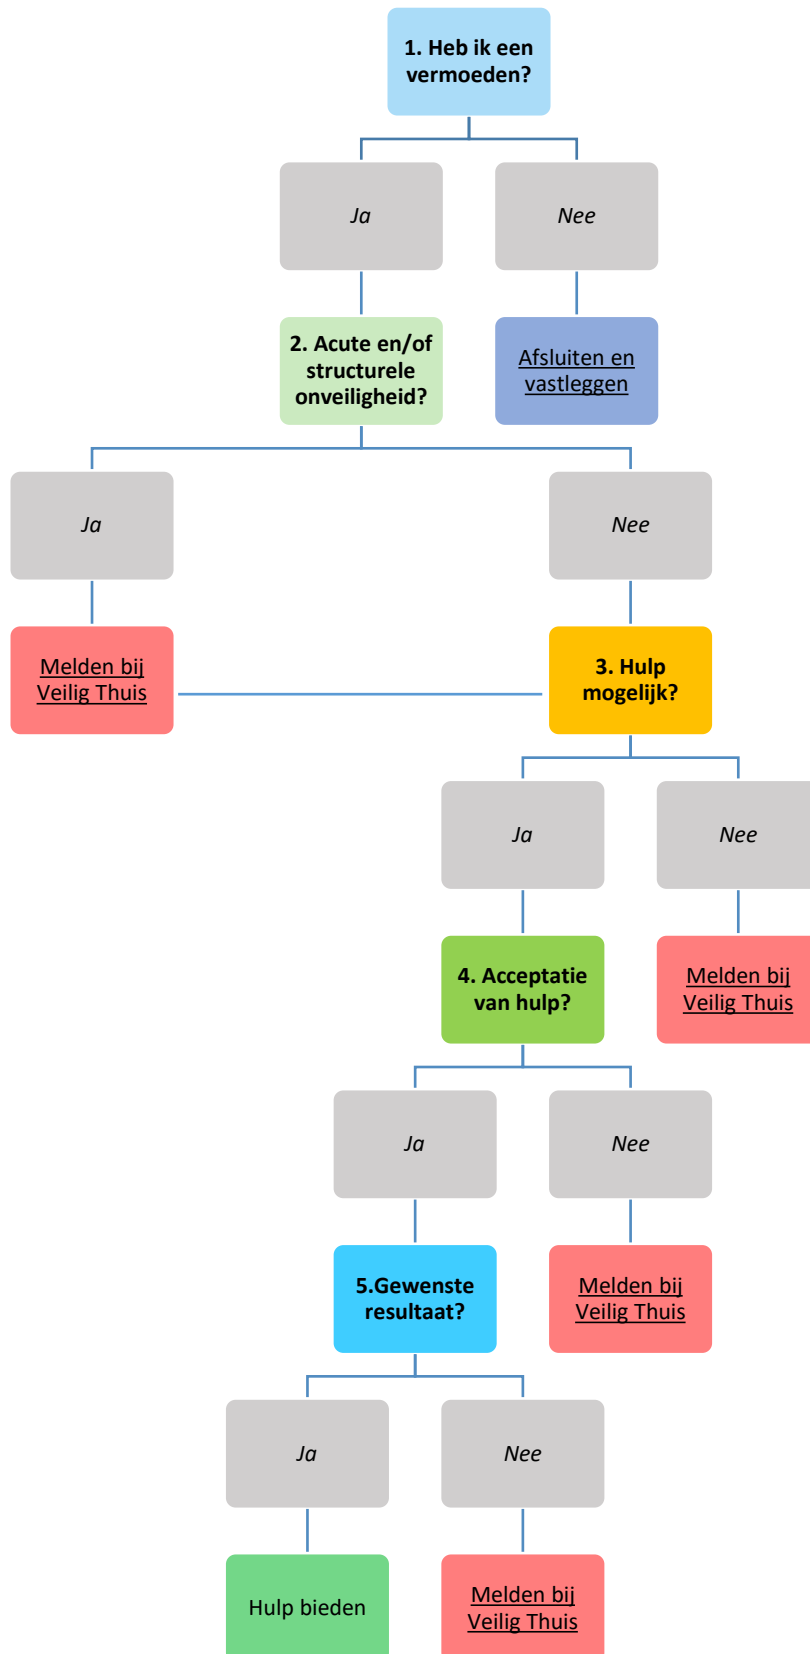 1. Heb ik een
vermoeden?
Ja
Nee
2. Acute en/of
structurele
onveiligheid?
Afsluiten en
vastleggen
Ja
Nee
Melden bij
Veilig Thuis
3. Hulp
mogelijk?
Ja
Nee
4. Acceptatie
van hulp?
Melden bij
Veilig Thuis
Ja
Nee
5.Gewenste
resultaat?
Melden bij
Veilig Thuis
Ja
Nee
Hulp bieden
Melden bij
Veilig Thuis